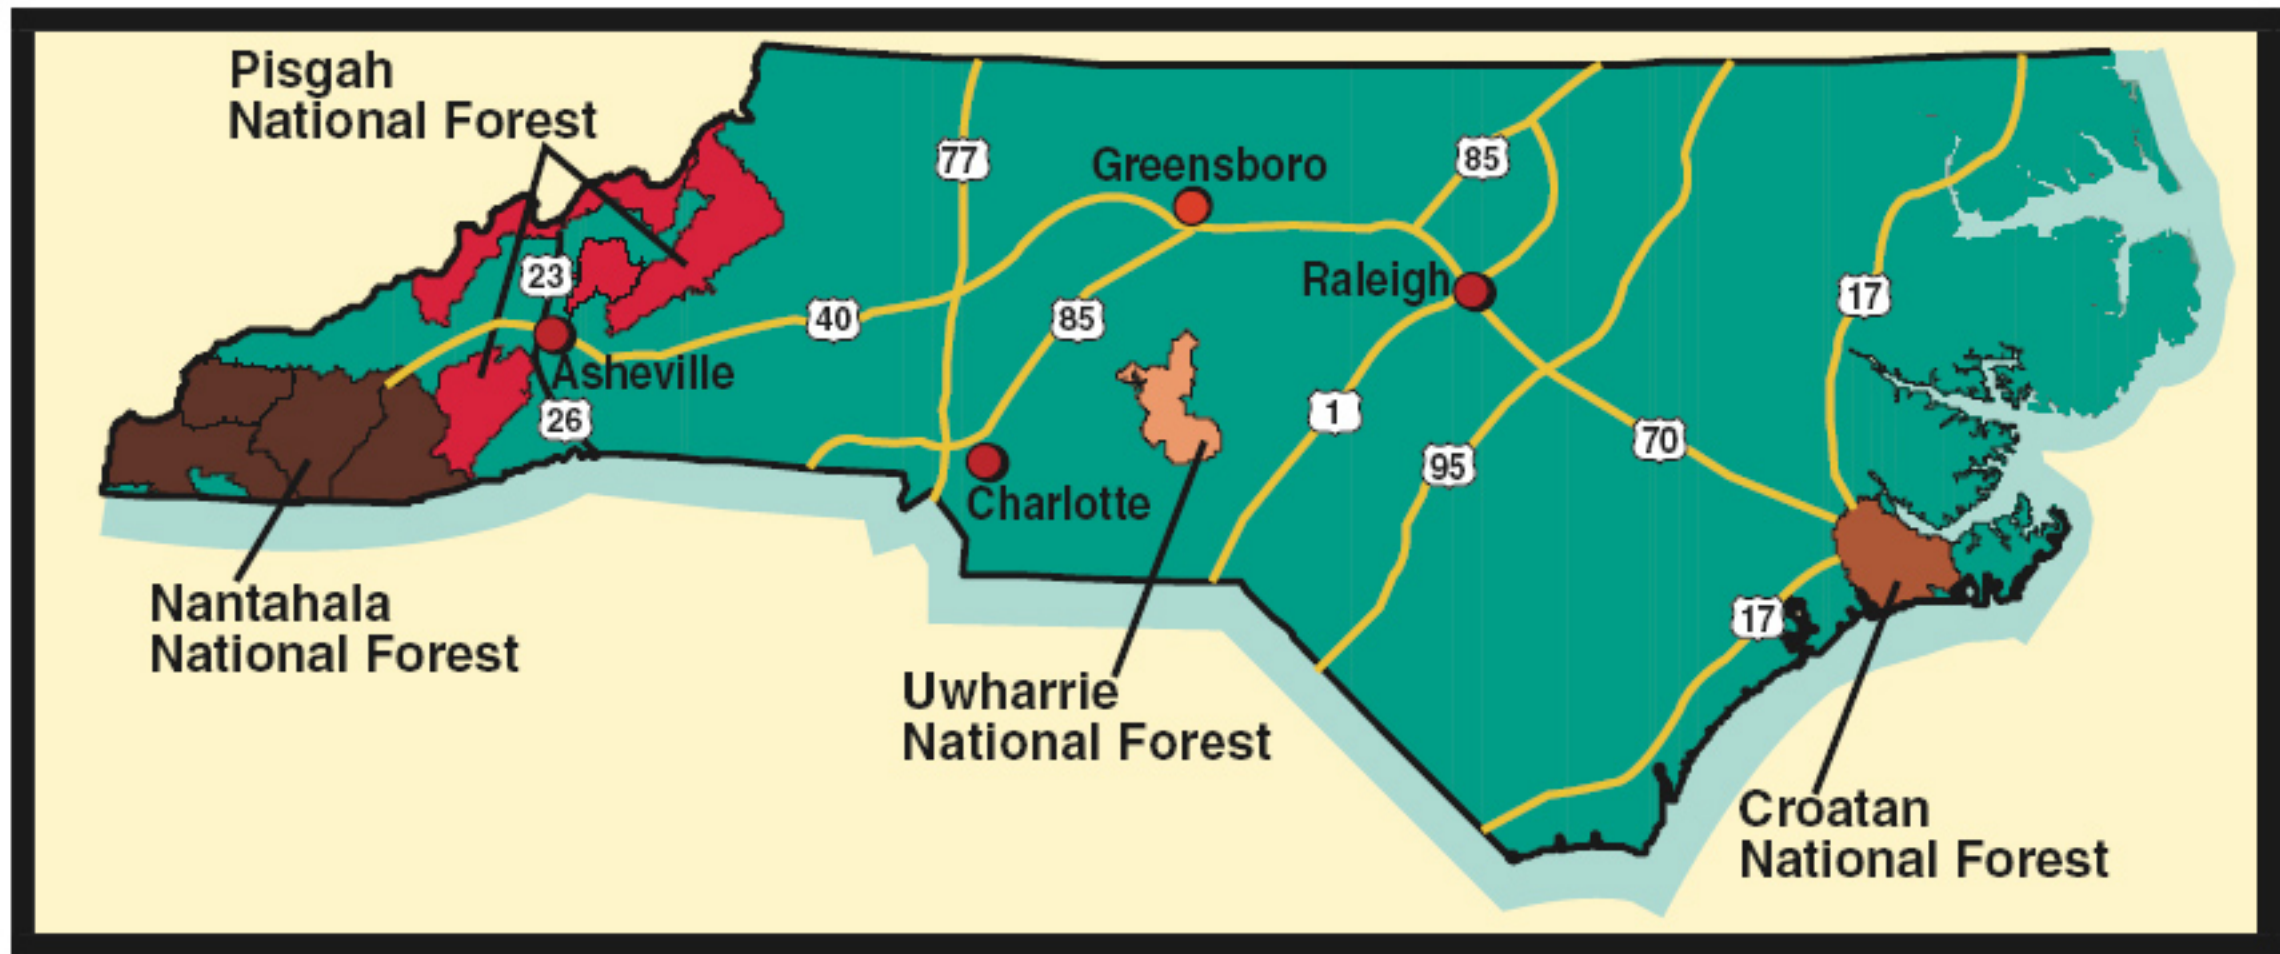 Pisgah
National Forest
77
Greensboro
85
23
Raleigh
40
85
17
Asheville
26
1
95
70
Charlotte
Nantahala
National Forest
17
Uwharrie
National Forest
Croatan
National Forest